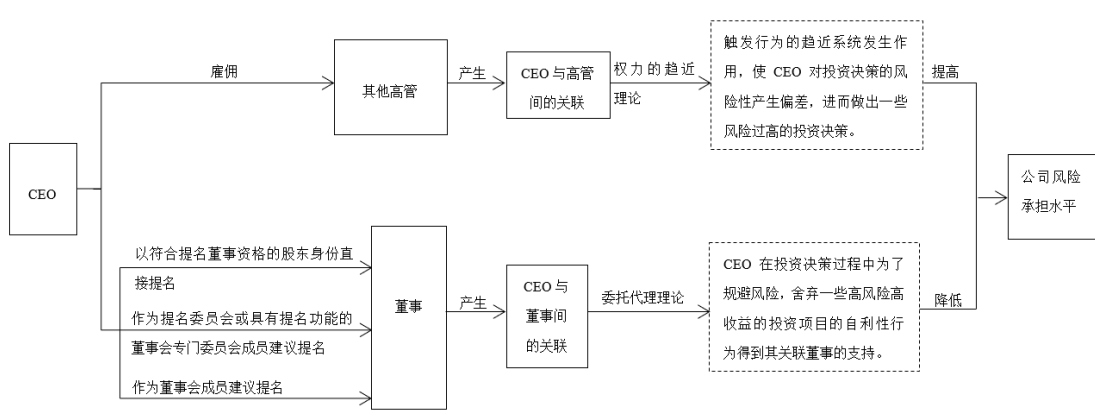 CEO
雇佣
其他高管
产生
CEO 与高管
间的关联
权力的趋近
理论
触发行为的趋近系统发生作
用，使 CEO 对投资决策的风
险性产生偏差，进而做出一些
风险过高的投资决策。
提高
以符合提名董事资格的股东身份直
接提名
作为提名委员会或具有提名功能的
董事会专门委员会成员建议提名
作为董事会成员建议提名
董事
产生
CEO 与
董事间
的关联
委托代理理论
CEO 在投资决策过程中为了
规避风险，舍弃一些高风险高
收益的投资项目的自利性行
为得到其关联董事的支持。
降低
公司风险
承担水平